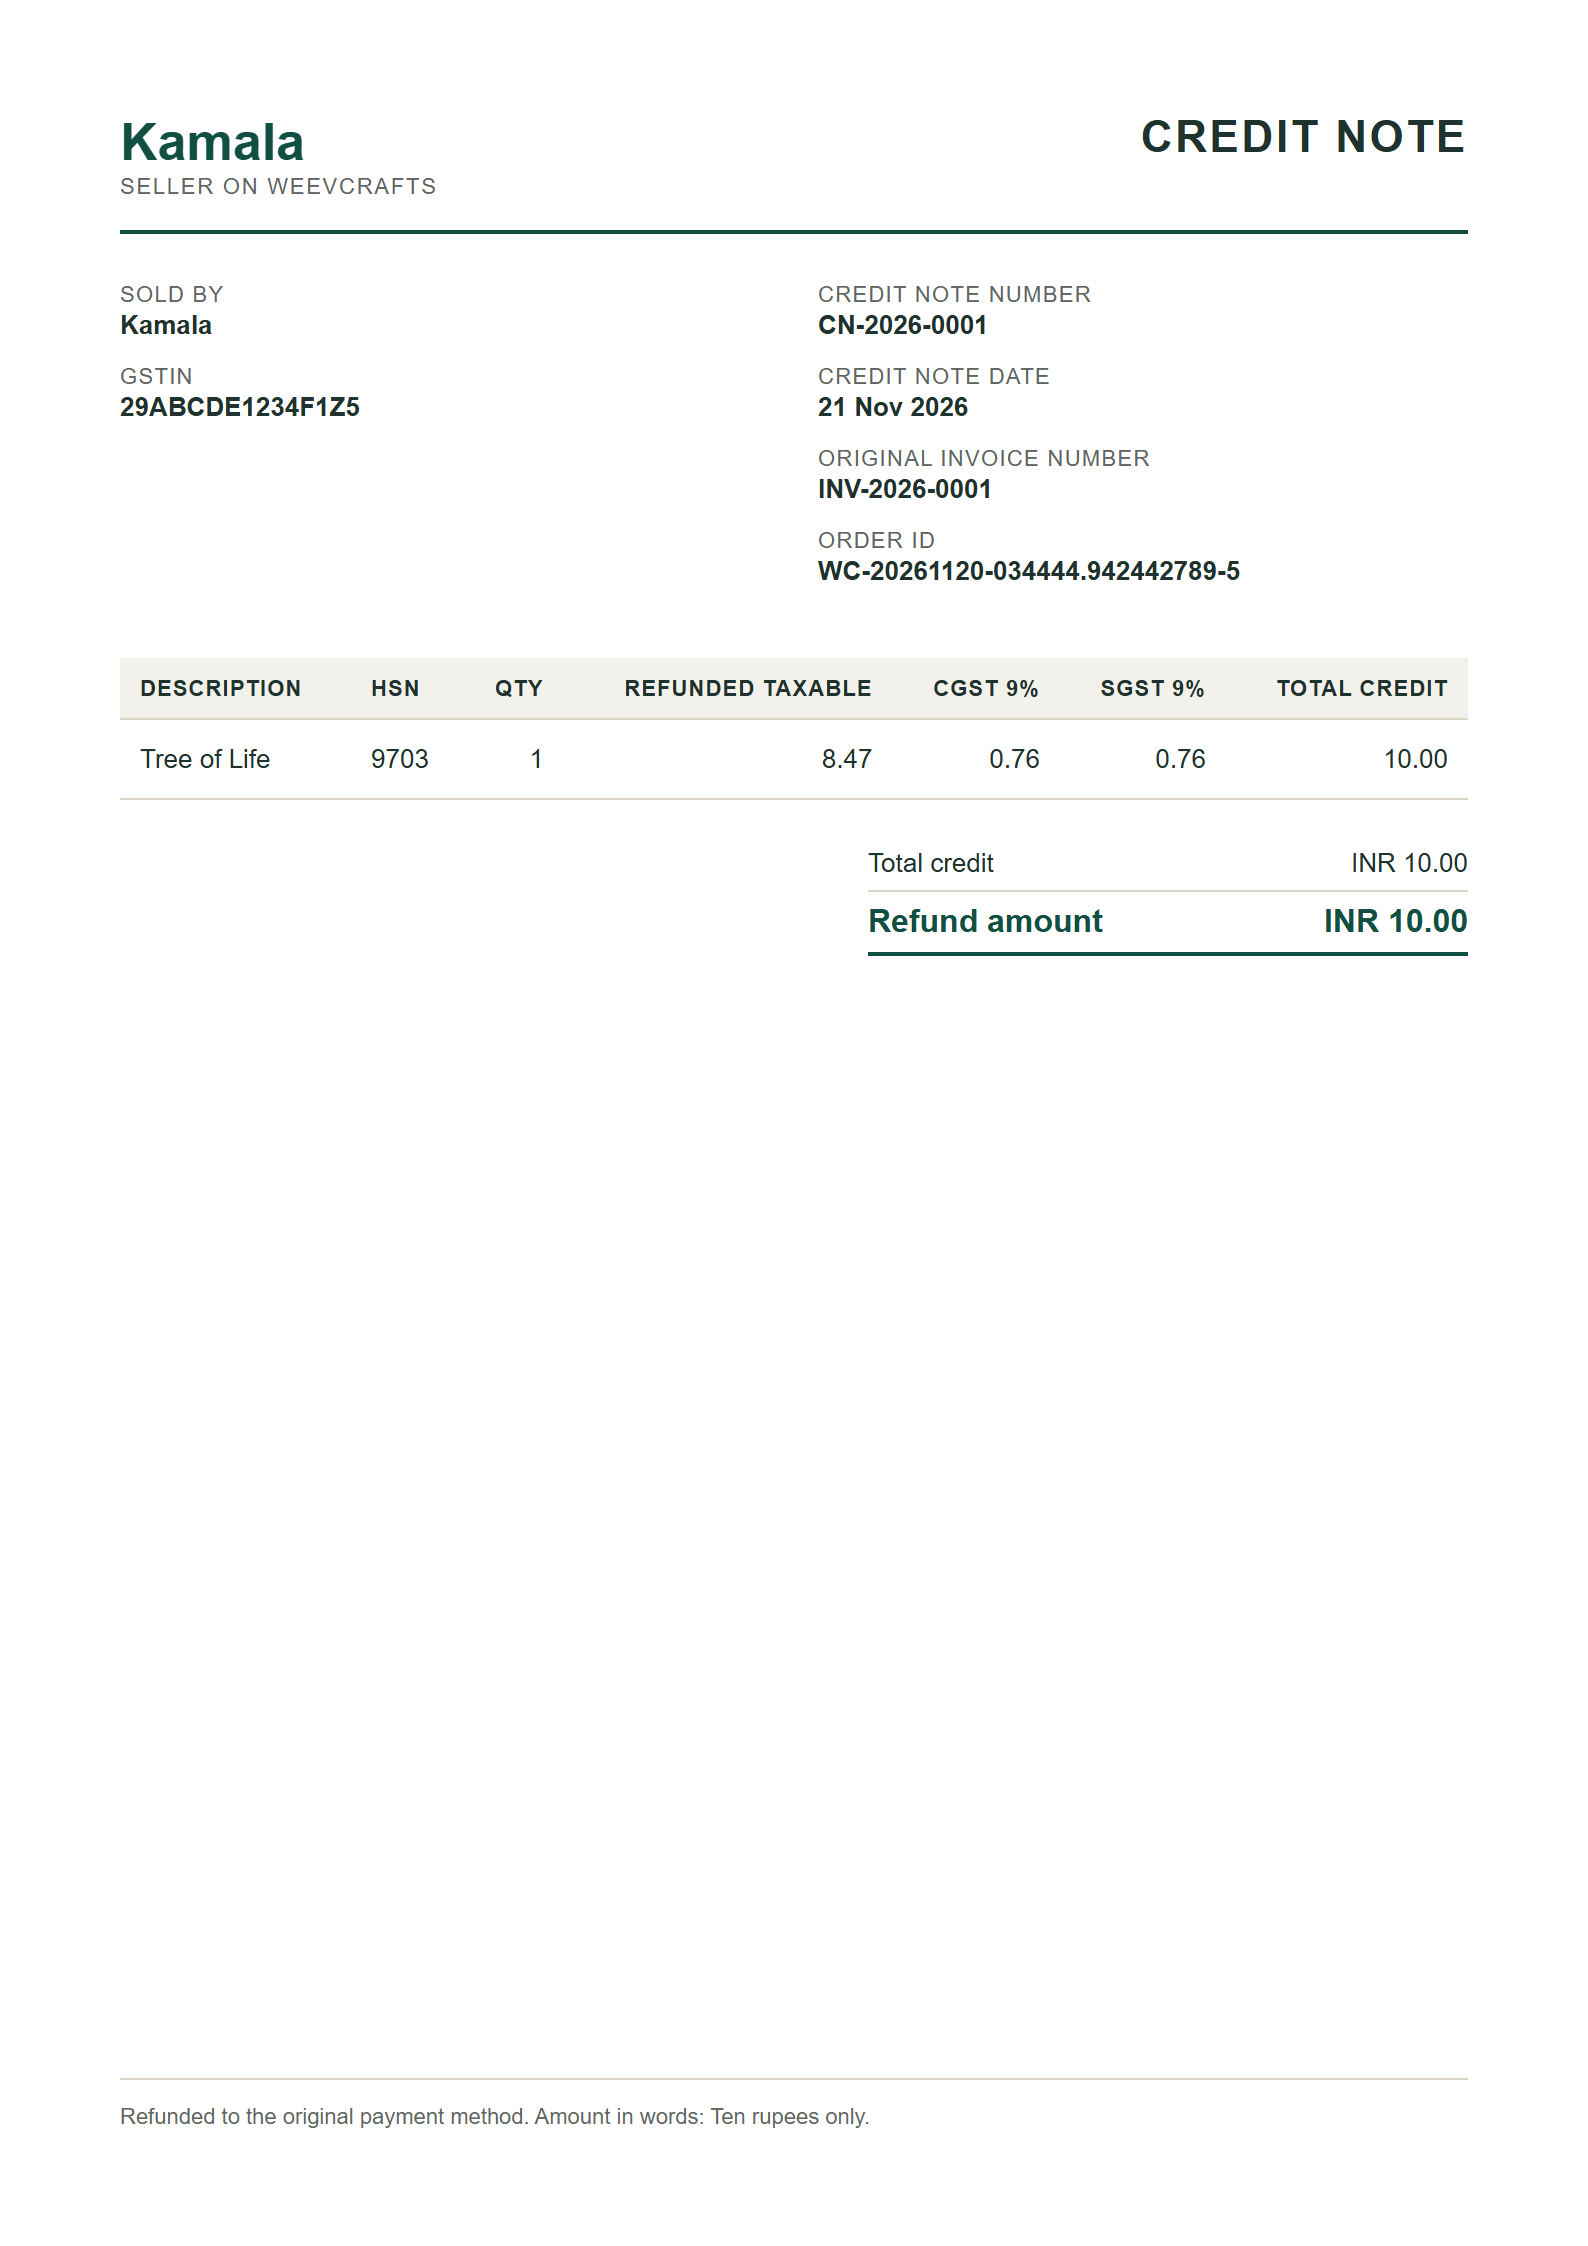 Kamala
SELLER ON WEEVCRAFTS
CREDIT NOTE
SOLD BY
Kamala
GSTIN
29ABCDE1234F1Z5
CREDIT NOTE NUMBER
CN-2026-0001
CREDIT NOTE DATE
21 Nov 2026
ORIGINAL INVOICE NUMBER
INV-2026-0001
ORDER ID
WC-20261120-034444.942442789-5
DESCRIPTION HSN QTY REFUNDED TAXABLE CGST 9% SGST 9% TOTAL CREDIT
Tree of Life 9703 1 8.47 0.76 0.76 10.00
Total credit INR 10.00
Refund amount INR 10.00
Refunded to the original payment method. Amount in words: Ten rupees only.